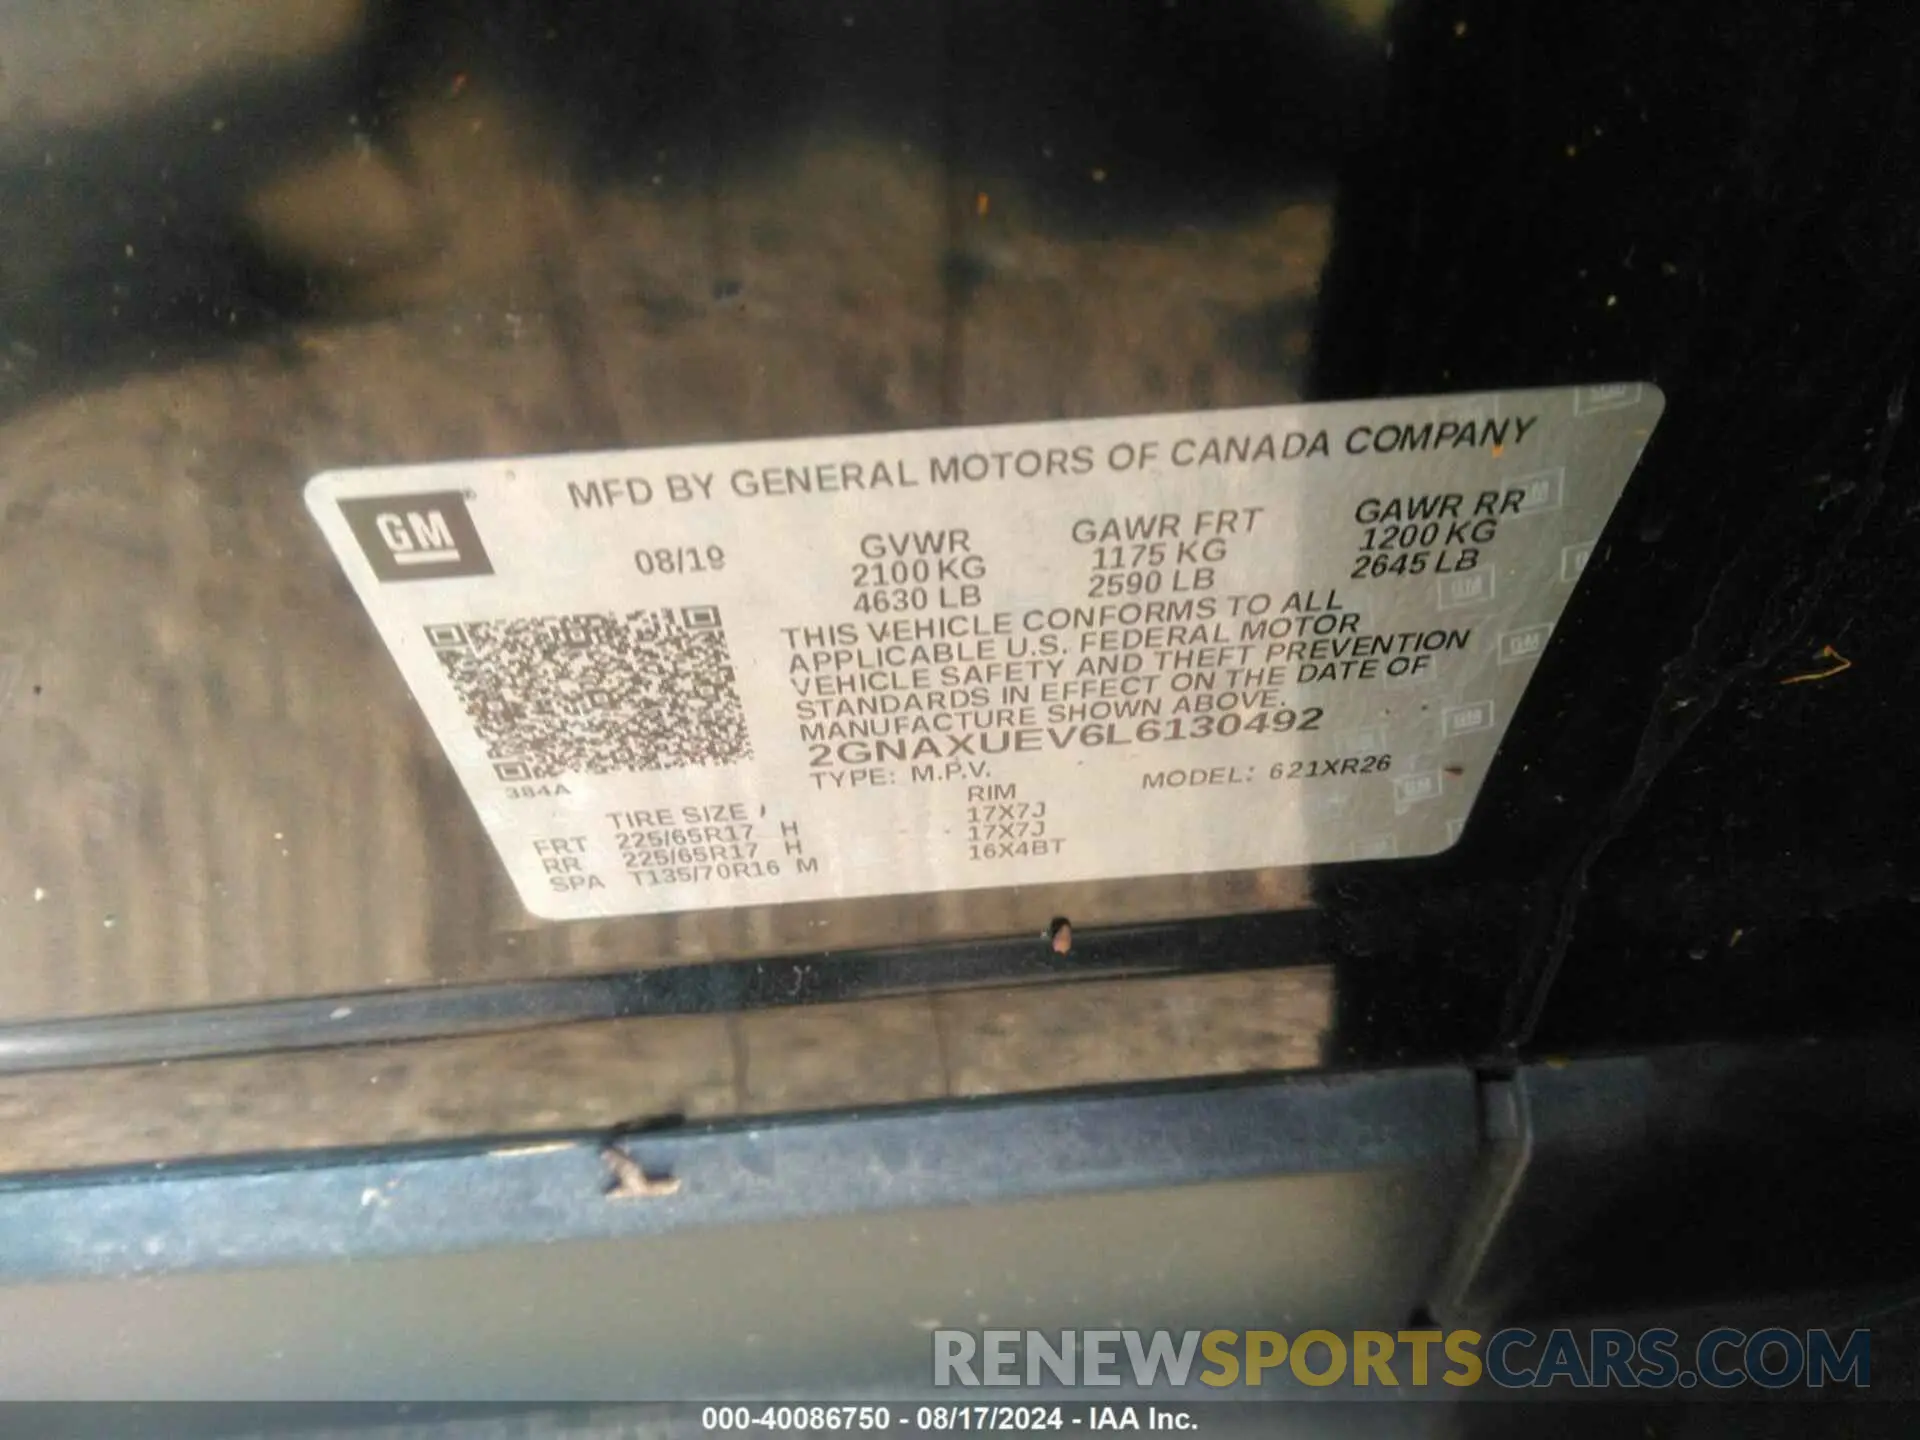 MFD BY GENERAL MOTORS OF CANADA COMPANY
GM®
08/19
GVWR
2100 KG
4630 LB
GAWR FRT
1175 KG
2590 LB
GAWR RR
1200 KG
2645 LB
THIS VEHICLE CONFORMS TO ALL
APPLICABLE U.S. FEDERAL MOTOR
VEHICLE SAFETY AND THEFT PREVENTION
STANDARDS IN EFFECT ON THE DATE OF
MANUFACTURE SHOWN ABOVE.
2GNAXUEV6L6130492
TYPE: M.P.V.
MODEL: 621XR26
384A
TIRE SIZE RIM
FRT 225/65R17 H 17X7J
RR 225/65R17 H 17X7J
SPA T135/70R16 M 16X4BT
RENEWSPORTSCARS.COM
000-40086750 - 08/17/2024 - IAA Inc.